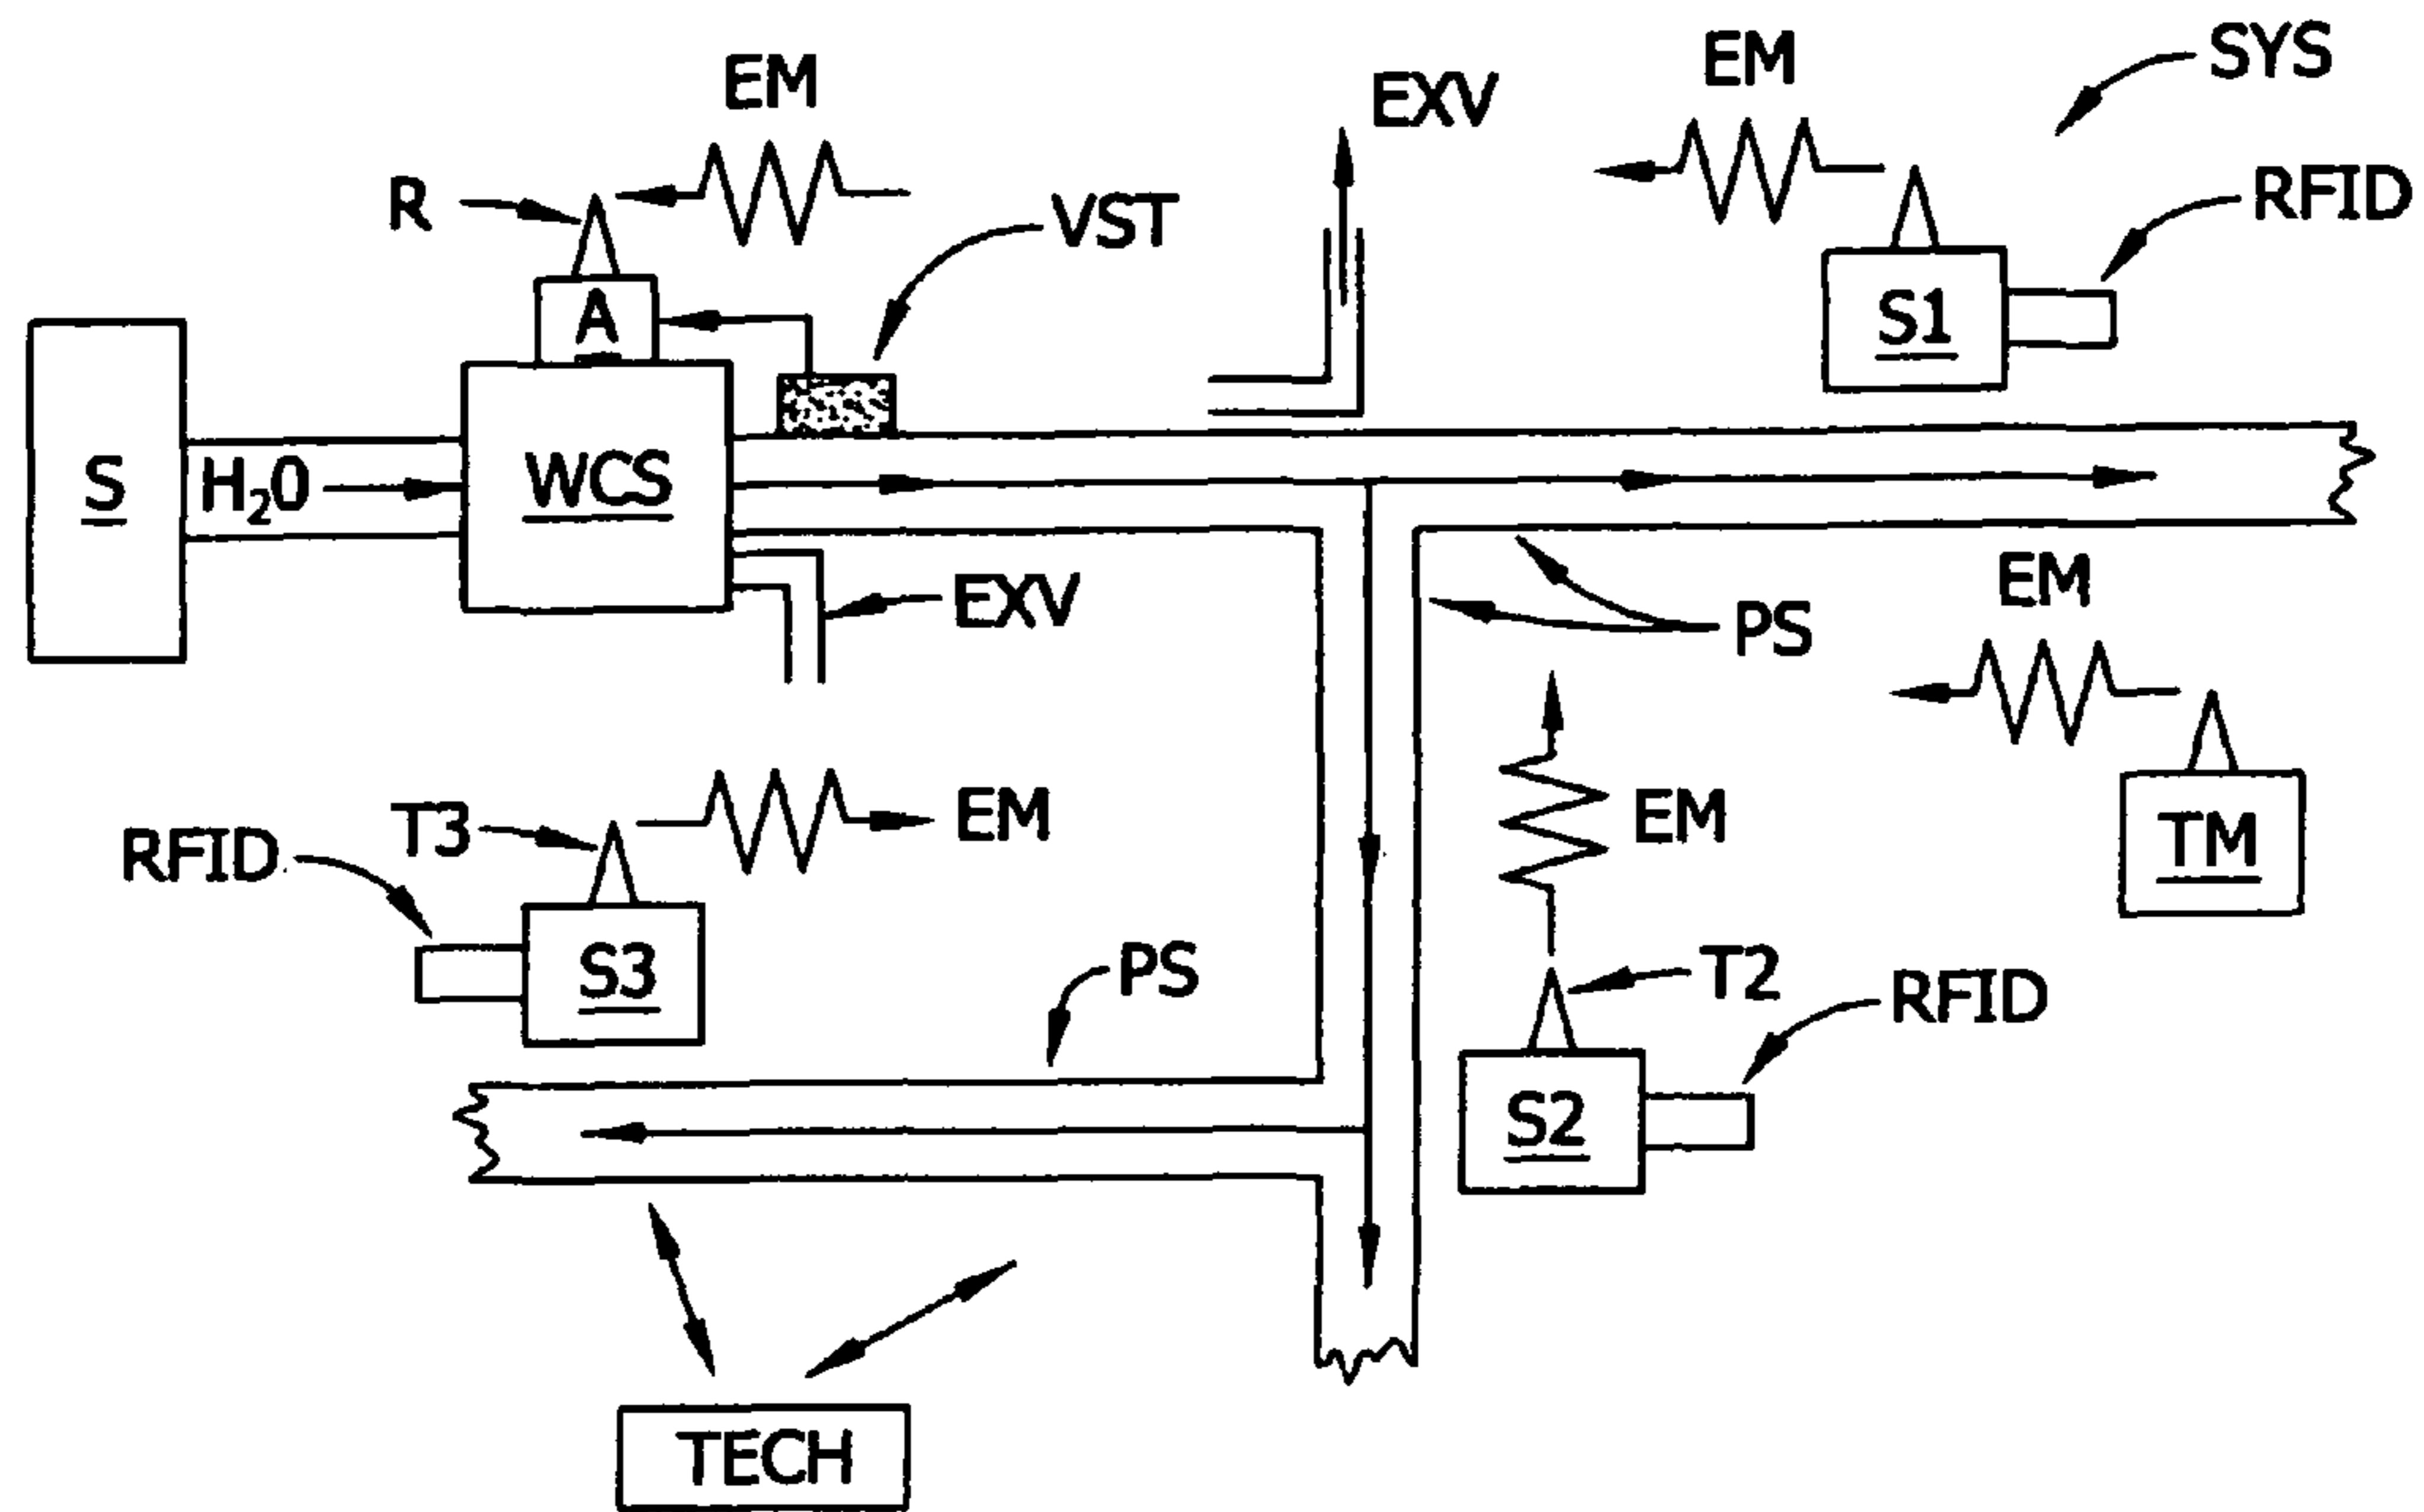 SYS
EM
EM
EXV
RFID
R
VST
S1
A
S
H₂O
WCS
EM
EXV
PS
T3
EM
EM
RFID
TM
S3
PS
T2
RFID
S2
TECH